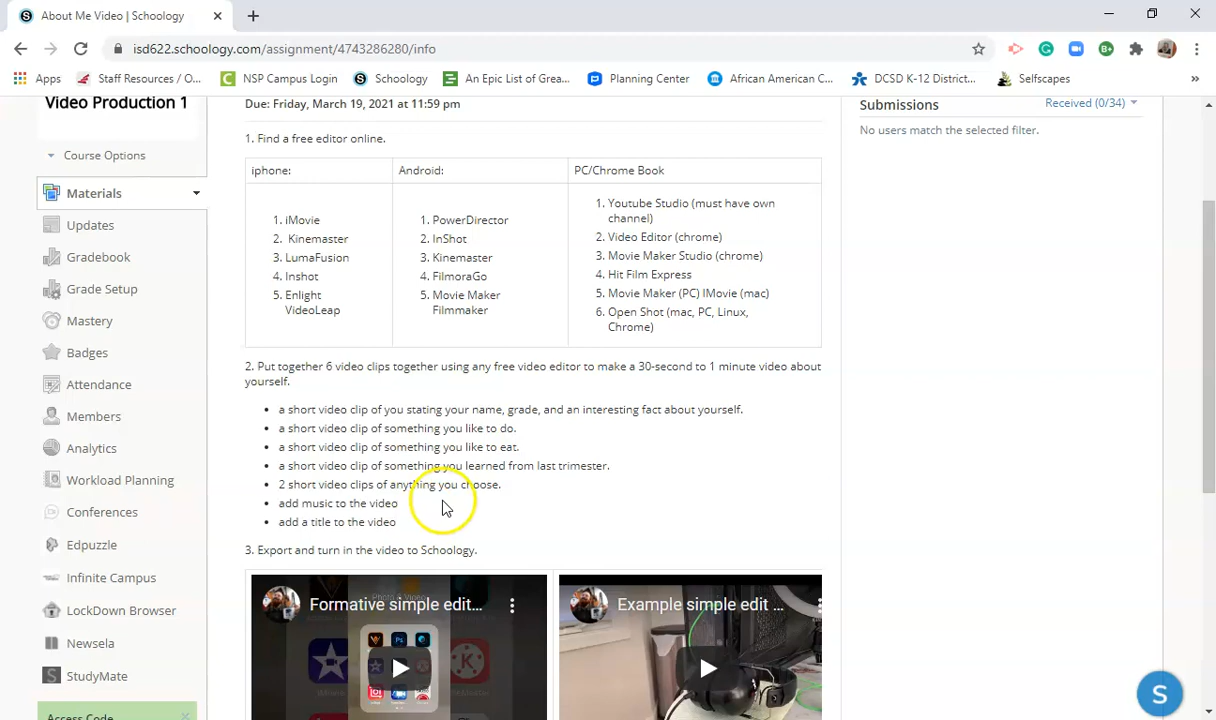 About Me Video | Schoology
isd622.schoology.com/assignment/4743286280/info
Apps
Staff Resources / O...
NSP Campus Login
Schoology
An Epic List of Grea...
Planning Center
African American C...
DCSD K-12 District...
Selfscapes
Video Production 1
Course Options
Materials
Updates
Gradebook
Grade Setup
Mastery
Badges
Attendance
Members
Analytics
Workload Planning
Conferences
Edpuzzle
Infinite Campus
LockDown Browser
Newsela
StudyMate
Access Code
Due: Friday, March 19, 2021 at 11:59 pm
1. Find a free editor online.
iphone:
1. iMovie
2. Kinemaster
3. LumaFusion
4. Inshot
5. Enlight
VideoLeap
Android:
1. PowerDirector
2. InShot
3. Kinemaster
4. FilmoraGo
5. Movie Maker
Filmmaker
PC/Chrome Book
1. Youtube Studio (must have own
channel)
2. Video Editor (chrome)
3. Movie Maker Studio (chrome)
4. Hit Film Express
5. Movie Maker (PC) IMovie (mac)
6. Open Shot (mac, PC, Linux,
Chrome)
2. Put together 6 video clips together using any free video editor to make a 30-second to 1 minute video about
yourself.
• a short video clip of you stating your name, grade, and an interesting fact about yourself.
• a short video clip of something you like to do.
• a short video clip of something you like to eat.
• a short video clip of something you learned from last trimester.
• 2 short video clips of anything you choose.
• add music to the video
• add a title to the video
3. Export and turn in the video to Schoology.
Formative simple edit...
Example simple edit ...
Submissions
Received (0/34)
No users match the selected filter.
S